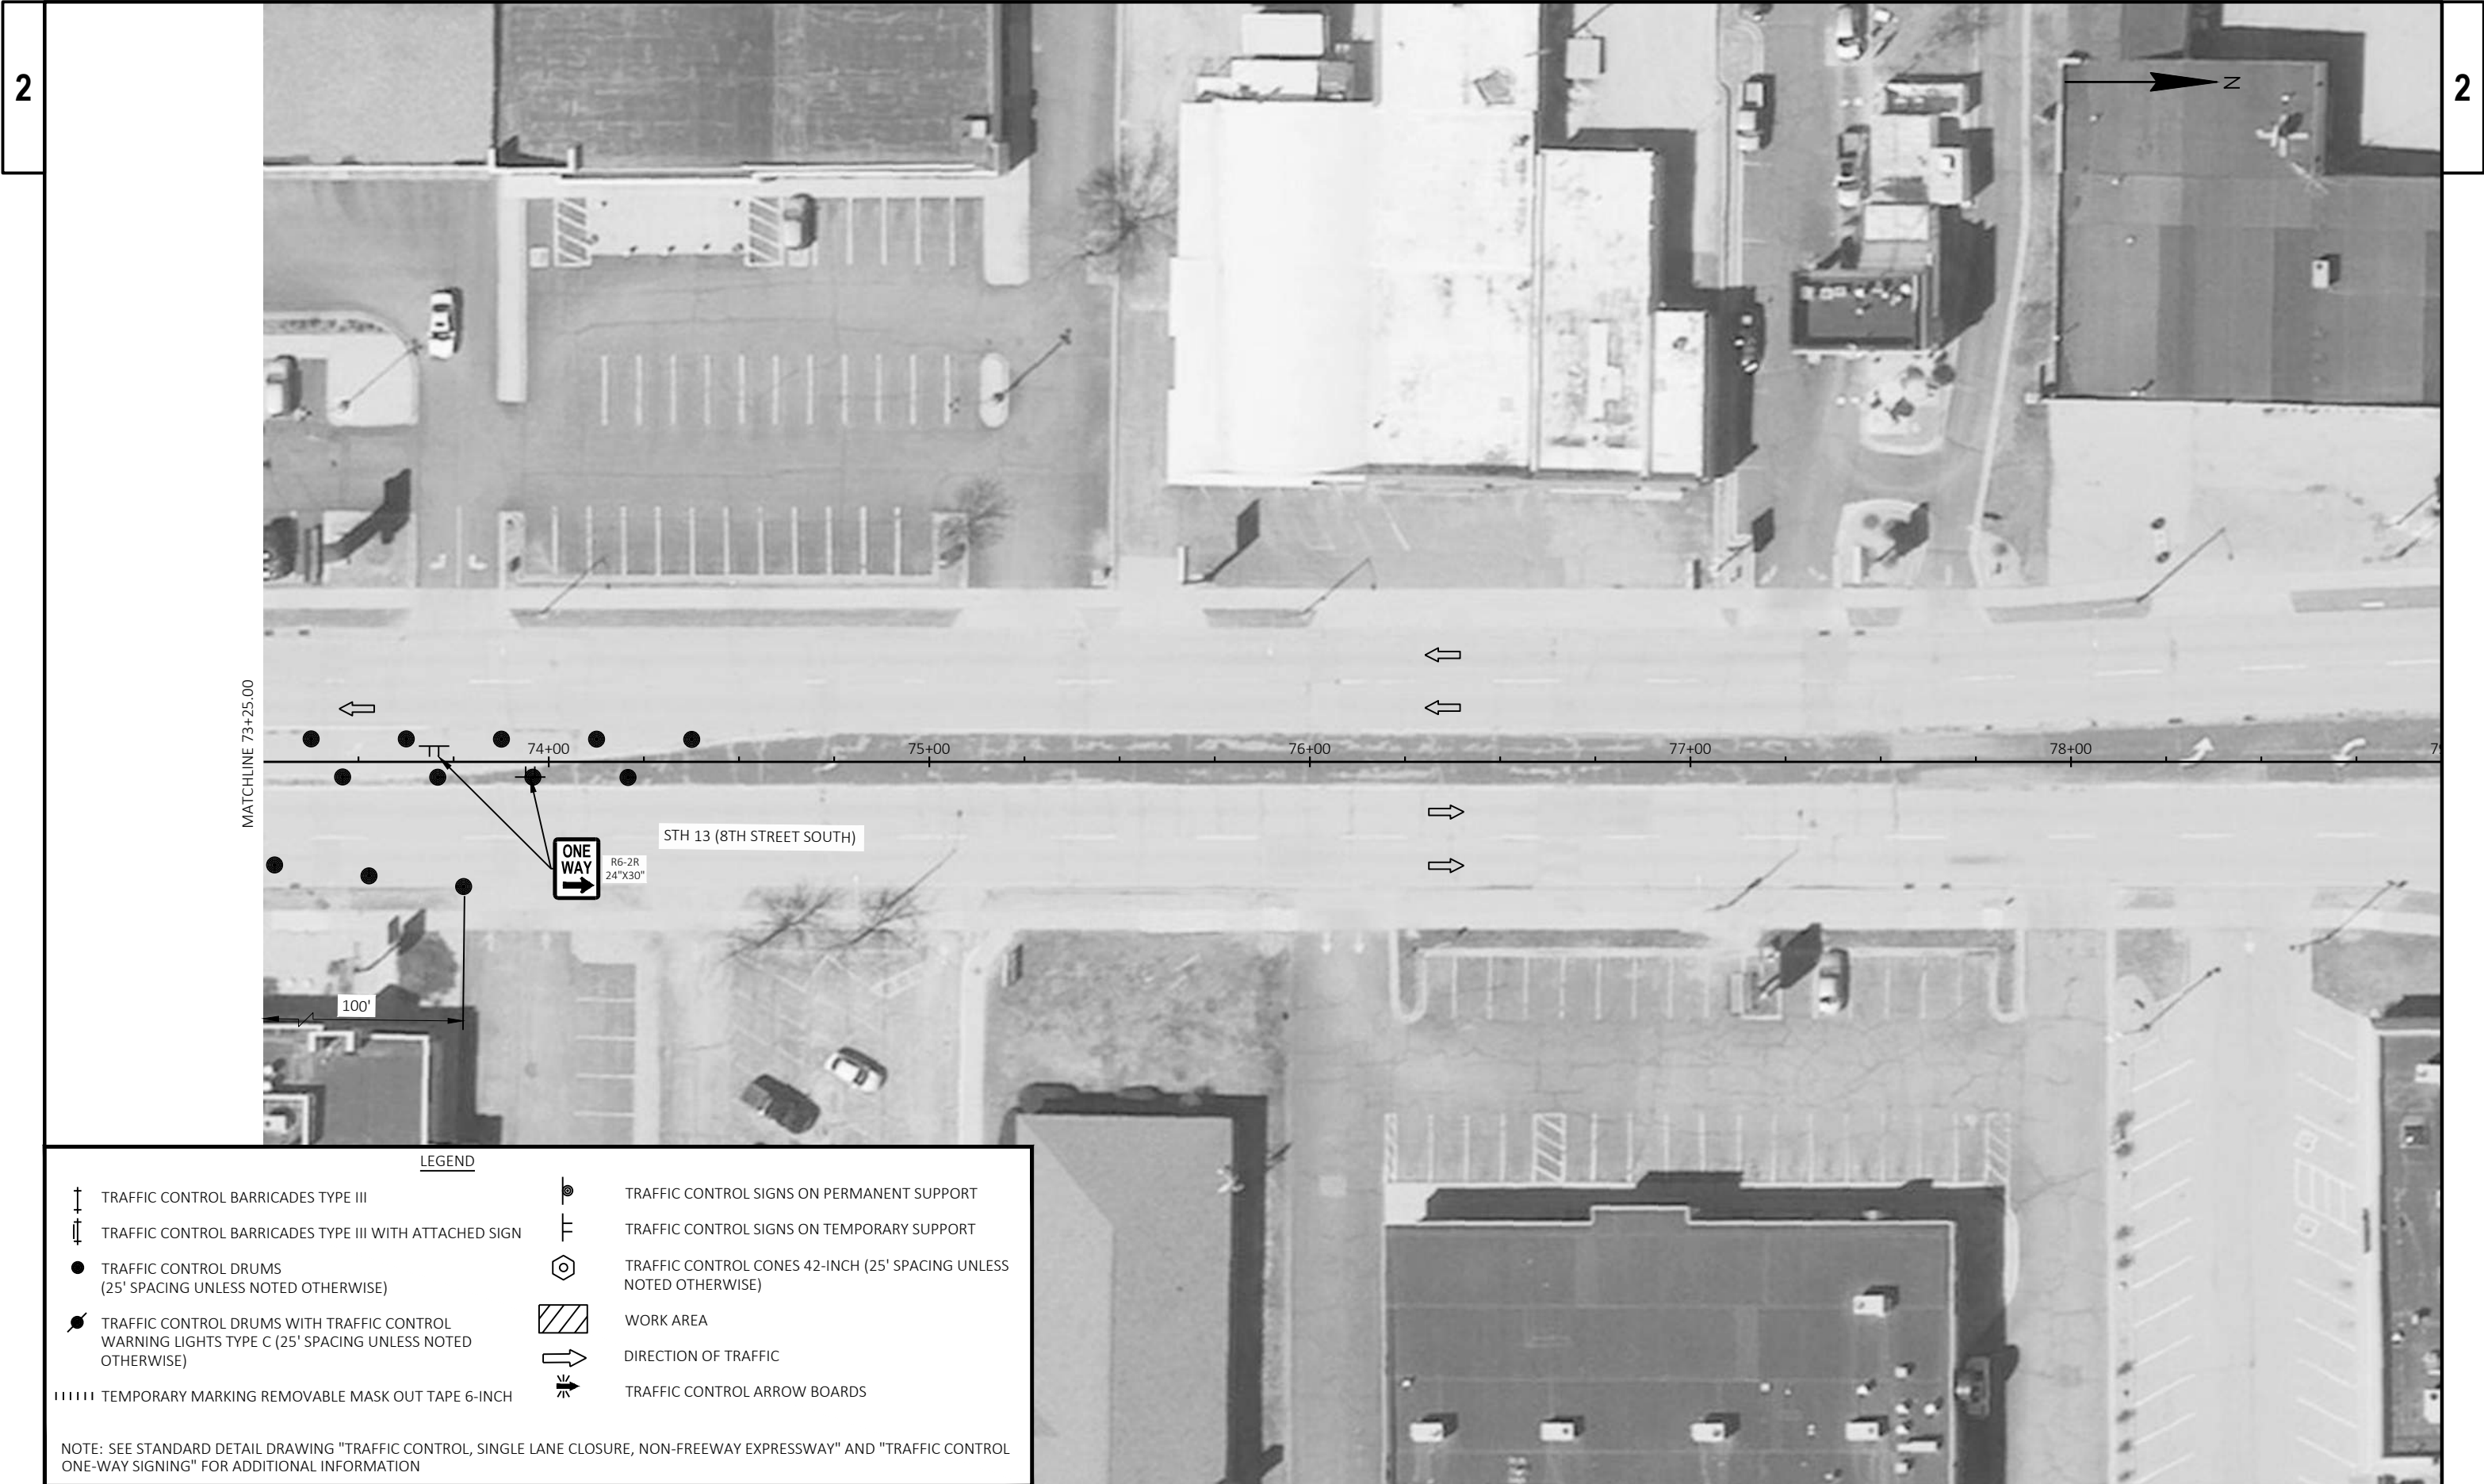 2
2
N
MATCHLINE 73+25.00
74+00
75+00
76+00
77+00
78+00
STH 13 (8TH STREET SOUTH)
ONE
WAY
R6-2R
24"X30"
100'
LEGEND
TRAFFIC CONTROL BARRICADES TYPE III
TRAFFIC CONTROL BARRICADES TYPE III WITH ATTACHED SIGN
TRAFFIC CONTROL DRUMS
(25' SPACING UNLESS NOTED OTHERWISE)
TRAFFIC CONTROL DRUMS WITH TRAFFIC CONTROL
WARNING LIGHTS TYPE C (25' SPACING UNLESS NOTED
OTHERWISE)
TEMPORARY MARKING REMOVABLE MASK OUT TAPE 6-INCH
TRAFFIC CONTROL SIGNS ON PERMANENT SUPPORT
TRAFFIC CONTROL SIGNS ON TEMPORARY SUPPORT
TRAFFIC CONTROL CONES 42-INCH (25' SPACING UNLESS
NOTED OTHERWISE)
WORK AREA
DIRECTION OF TRAFFIC
TRAFFIC CONTROL ARROW BOARDS
NOTE: SEE STANDARD DETAIL DRAWING "TRAFFIC CONTROL, SINGLE LANE CLOSURE, NON-FREEWAY EXPRESSWAY" AND "TRAFFIC CONTROL
ONE-WAY SIGNING" FOR ADDITIONAL INFORMATION